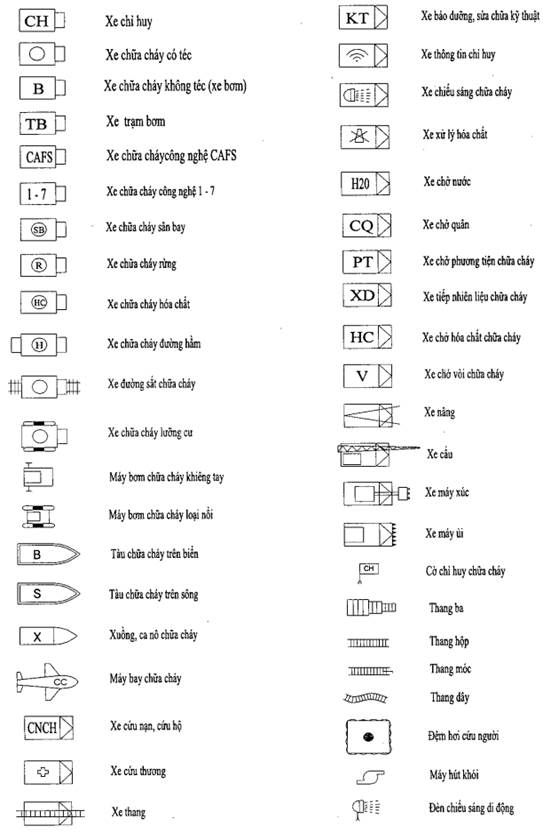 CH Xe chỉ huy
Xe chữa cháy có téc
B Xe chữa cháy không téc (xe bơm)
TB Xe trạm bơm
CAFS Xe chữa cháycông nghệ CAFS
1 - 7 Xe chữa cháy công nghệ 1 - 7
SB Xe chữa cháy sân bay
R Xe chữa cháy rừng
HC Xe chữa cháy hóa chất
H Xe chữa cháy đường hầm
Xe đường sắt chữa cháy
Xe chữa cháy lưỡng cư
Máy bơm chữa cháy khiêng tay
Máy bơm chữa cháy loại nổi
B Tàu chữa cháy trên biển
S Tàu chữa cháy trên sông
X Xuồng, ca nô chữa cháy
CC Máy bay chữa cháy
CNCH Xe cứu nạn, cứu hộ
Xe cứu thương
Xe thang
KT Xe bảo dưỡng, sửa chữa kỹ thuật
Xe thông tin chỉ huy
Xe chiếu sáng chữa cháy
Xe xử lý hóa chất
H20 Xe chở nước
CQ Xe chở quân
PT Xe chở phương tiện chữa cháy
XD Xe tiếp nhiên liệu chữa cháy
HC Xe chở hóa chất chữa cháy
V Xe chở vòi chữa cháy
Xe nâng
Xe cẩu
Xe máy xúc
Xe máy ủi
CH Cờ chỉ huy chữa cháy
Thang ba
Thang hộp
Thang móc
Thang dây
Đệm hơi cứu người
Máy hút khói
Đèn chiếu sáng di động